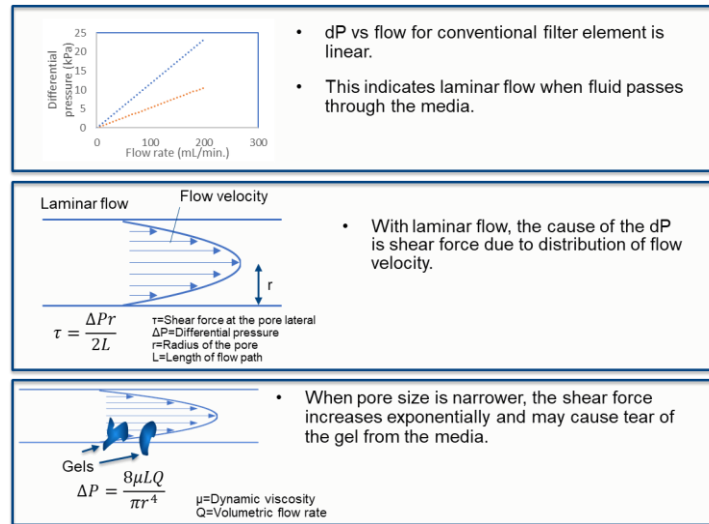 25
20
15
10
5
0
Differential
pressure (kPa)
0 100 200 300
Flow rate (mL/min.)
• dP vs flow for conventional filter element is
linear.
• This indicates laminar flow when fluid passes
through the media.
Laminar flow
Flow velocity
r
τ = ΔPr / 2L
τ=Shear force at the pore lateral
ΔP=Differential pressure
r=Radius of the pore
L=Length of flow path
• With laminar flow, the cause of the dP
is shear force due to distribution of flow
velocity.
Gels
ΔP = 8μLQ / πr⁴
μ=Dynamic viscosity
Q=Volumetric flow rate
• When pore size is narrower, the shear force
increases exponentially and may cause tear of
the gel from the media.